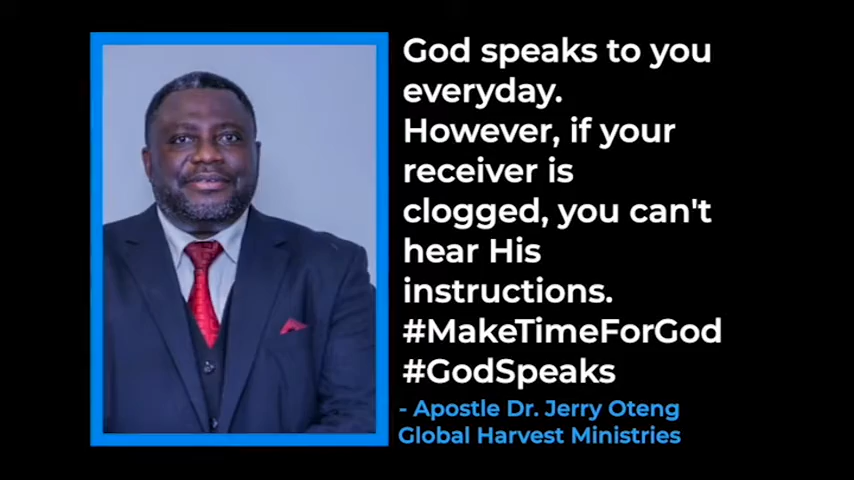 God speaks to you
everyday.
However, if your
receiver is
clogged, you can't
hear His
instructions.
#MakeTimeForGod
#GodSpeaks
- Apostle Dr. Jerry Oteng
Global Harvest Ministries